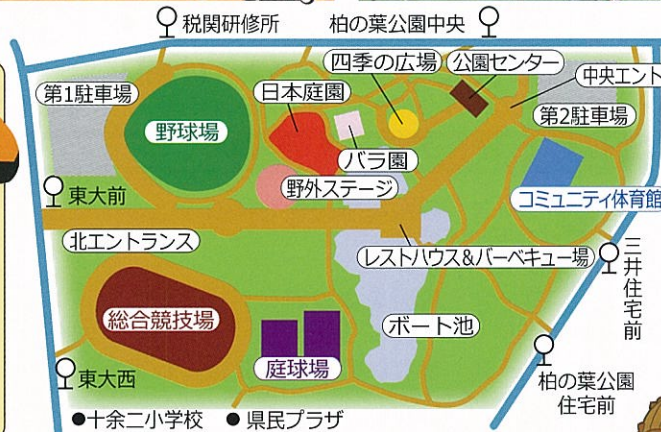 税関研修所
柏の葉公園中央
四季の広場
公園センター
中央エント
第1駐車場
日本庭園
第2駐車場
野球場
バラ園
野外ステージ
コミュニティ体育館
東大前
北エントランス
レストハウス&バーベキュー場
三井住宅前
総合競技場
ボート池
庭球場
東大西
柏の葉公園
住宅前
●十余二小学校
●県民プラザ